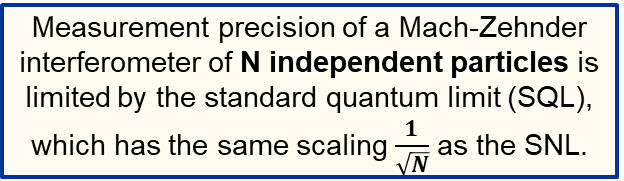 Measurement precision of a Mach-Zehnder
interferometer of N independent particles is
limited by the standard quantum limit (SQL),
which has the same scaling 1/√N as the SNL.